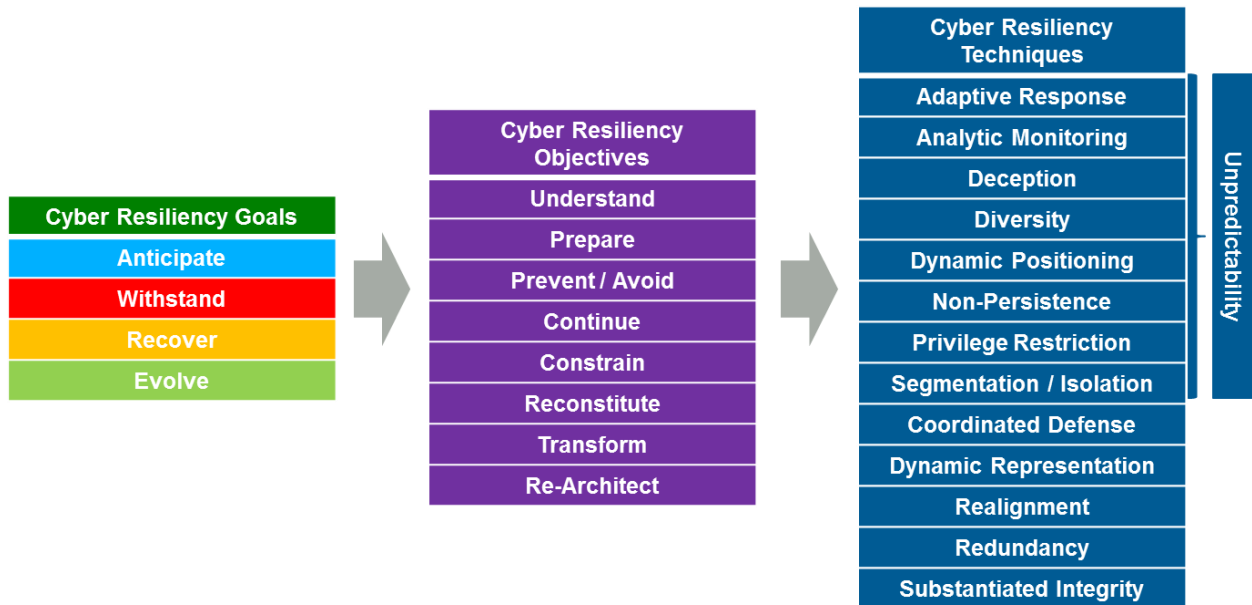 Cyber Resiliency Goals
Anticipate
Withstand
Recover
Evolve
Cyber Resiliency
Objectives
Understand
Prepare
Prevent / Avoid
Continue
Constrain
Reconstitute
Transform
Re-Architect
Cyber Resiliency
Techniques
Adaptive Response
Analytic Monitoring
Deception
Diversity
Dynamic Positioning
Non-Persistence
Privilege Restriction
Segmentation / Isolation
Coordinated Defense
Dynamic Representation
Realignment
Redundancy
Substantiated Integrity
Unpredictability